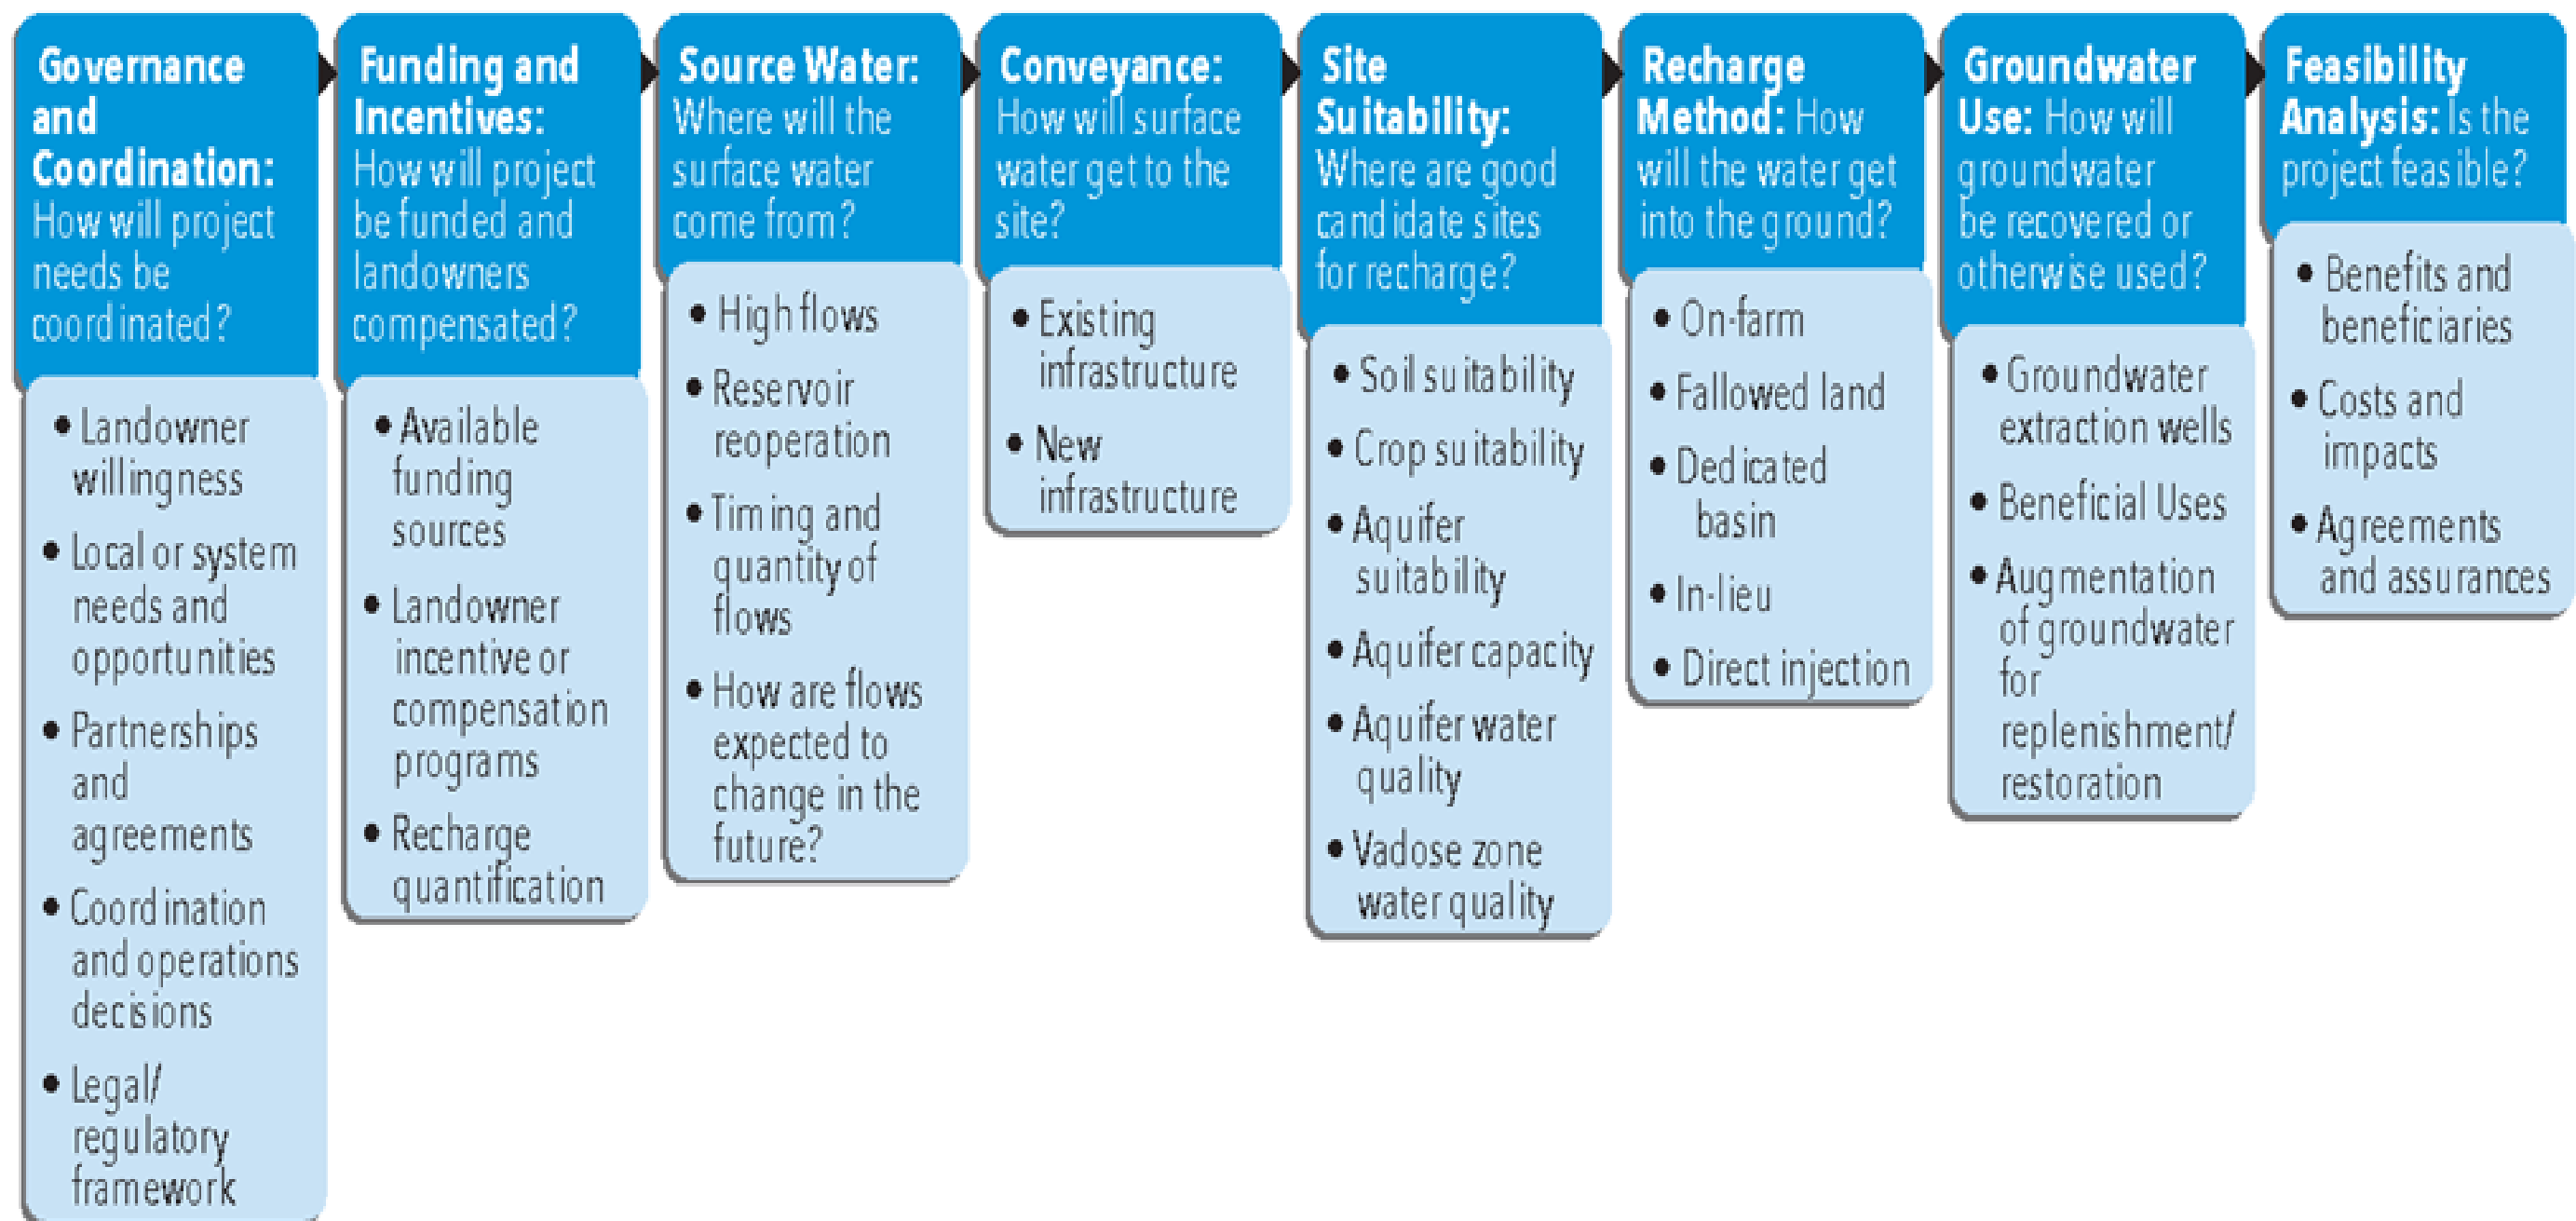 Governance
and
Coordination:
How will project
needs be
coordinated?
• Landowner
willingness
• Local or system
needs and
opportunities
• Partnerships
and
agreements
• Coordination
and operations
decisions
• Legal/
regulatory
framework
Funding and
Incentives:
How will project
be funded and
landowners
compensated?
• Available
funding
sources
• Landowner
incentive or
compensation
programs
• Recharge
quantification
Source Water:
Where will the
surface water
come from?
• High flows
• Reservoir
reoperation
• Timing and
quantity of
flows
• How are flows
expected to
change in the
future?
Conveyance:
How will surface
water get to the
site?
• Existing
infrastructure
• New
infrastructure
Site
Suitability:
Where are good
candidate sites
for recharge?
• Soil suitability
• Crop suitability
• Aquifer
suitability
• Aquifer capacity
• Aquifer water
quality
• Vadose zone
water quality
Recharge
Method: How
will the water get
into the ground?
• On-farm
• Fallowed land
• Dedicated
basin
• In-lieu
• Direct injection
Groundwater
Use: How will
groundwater
be recovered or
otherwise used?
• Groundwater
extraction wells
• Beneficial Uses
• Augmentation
of groundwater
for
replenishment/
restoration
Feasibility
Analysis: Is the
project feasible?
• Benefits and
beneficiaries
• Costs and
impacts
• Agreements
and assurances